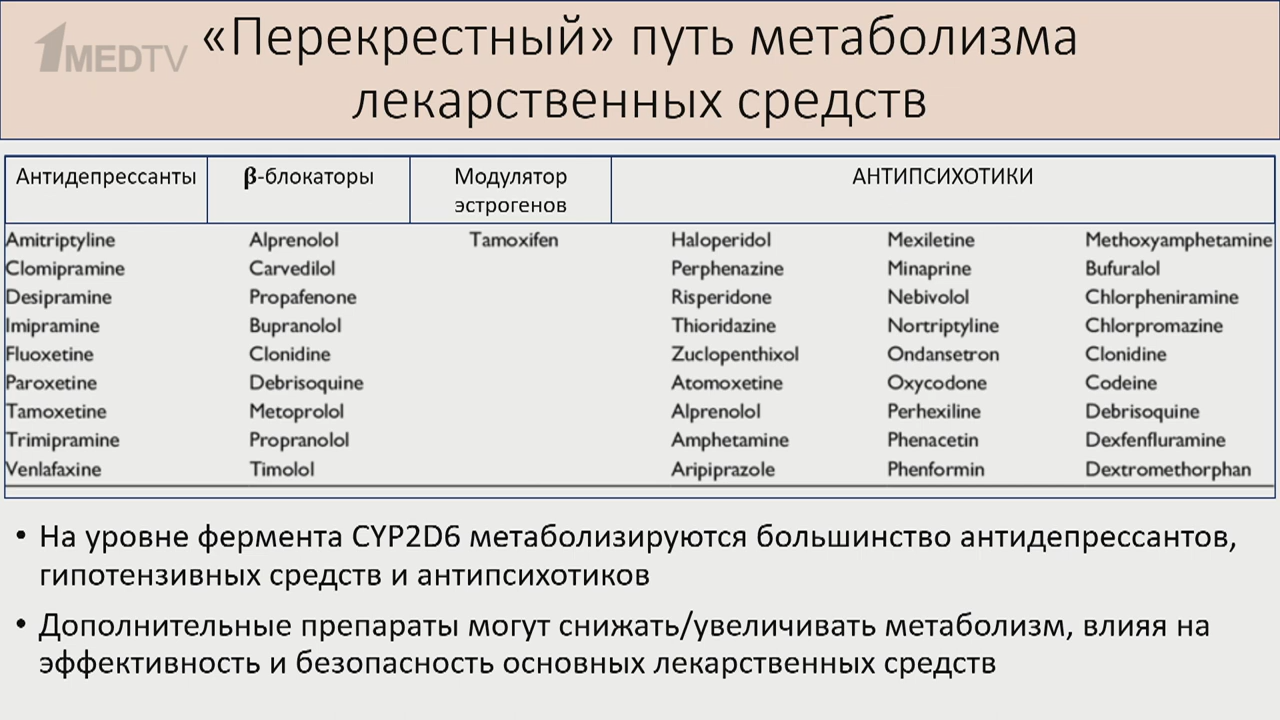 1MEDTV
«Перекрестный» путь метаболизма
лекарственных средств
Антидепрессанты β-блокаторы Модулятор эстрогенов АНТИПСИХОТИКИ
Amitriptyline Alprenolol Tamoxifen Haloperidol Mexiletine Methoxyamphetamine
Clomipramine Carvedilol Perphenazine Minaprine Bufuralol
Desipramine Propafenone Risperidone Nebivolol Chlorpheniramine
Imipramine Bupranolol Thioridazine Nortriptyline Chlorpromazine
Fluoxetine Clonidine Zuclopenthixol Ondansetron Clonidine
Paroxetine Debrisoquine Atomoxetine Oxycodone Codeine
Tamoxetine Metoprolol Alprenolol Perhexiline Debrisoquine
Trimipramine Propranolol Amphetamine Phenacetin Dexfenfluramine
Venlafaxine Timolol Aripiprazole Phenformin Dextromethorphan
• На уровне фермента CYP2D6 метаболизируются большинство антидепрессантов,
гипотензивных средств и антипсихотиков
• Дополнительные препараты могут снижать/увеличивать метаболизм, влияя на
эффективность и безопасность основных лекарственных средств